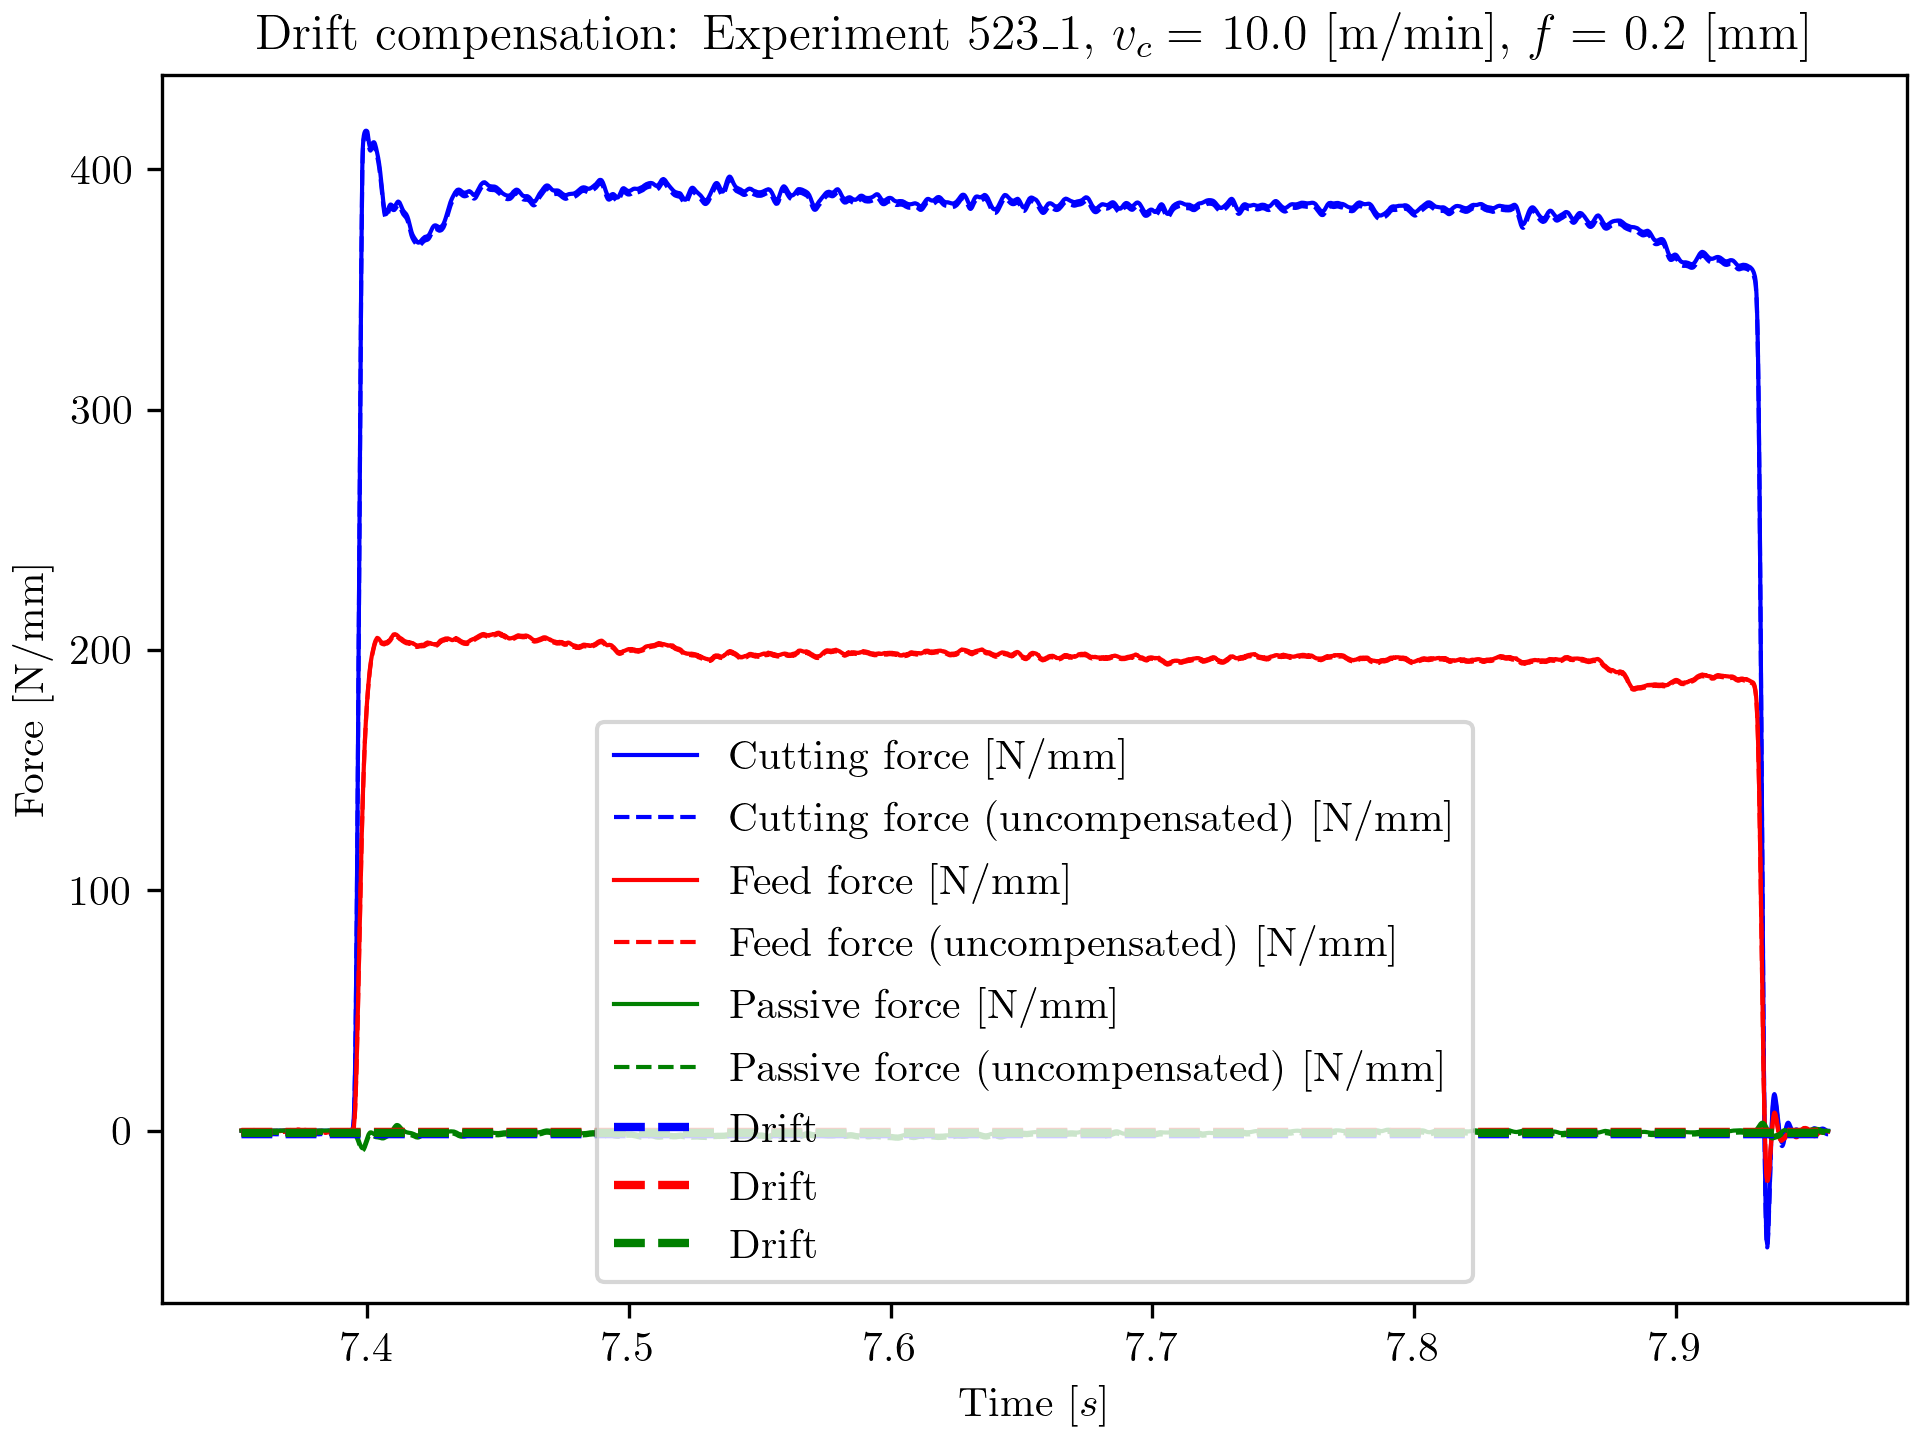 Drift compensation: Experiment 523_1, v_c = 10.0 [m/min], f = 0.2 [mm]
400
300
200
100
0
Force [N/mm]
Cutting force [N/mm]
Cutting force (uncompensated) [N/mm]
Feed force [N/mm]
Feed force (uncompensated) [N/mm]
Passive force [N/mm]
Passive force (uncompensated) [N/mm]
Drift
Drift
Drift
7.4 7.5 7.6 7.7 7.8 7.9
Time [s]